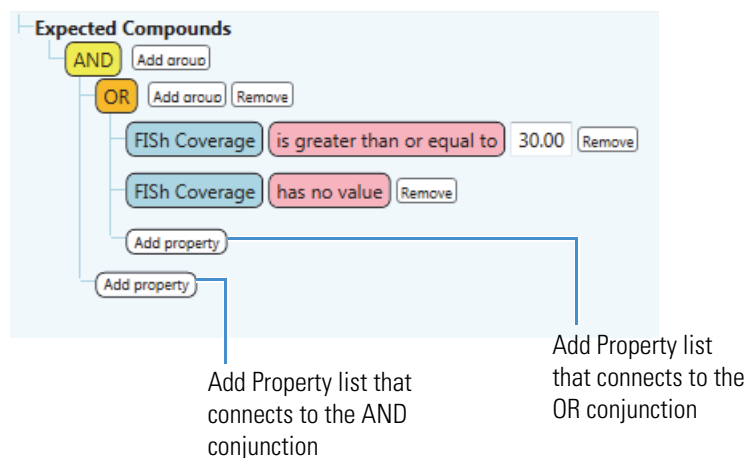 Expected Compounds
AND Add group
OR Add group Remove
FISh Coverage is greater than or equal to 30.00 Remove
FISh Coverage has no value Remove
Add property
Add property
Add Property list that
connects to the AND
conjunction
Add Property list
that connects to the
OR conjunction